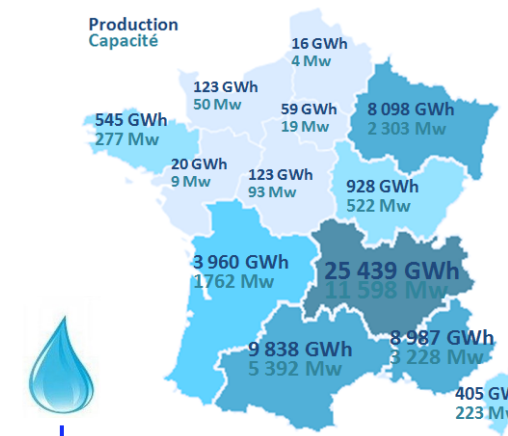 Production
Capacité
16 GWh
4 Mw
123 GWh
50 Mw
59 GWh
19 Mw
8 098 GWh
2 303 Mw
545 GWh
277 Mw
20 GWh
9 Mw
123 GWh
93 Mw
928 GWh
522 Mw
3 960 GWh
1762 Mw
25 439 GWh
11 598 Mw
9 838 GWh
5 392 Mw
8 987 GWh
3 228 Mw
405 GW
223 Mw